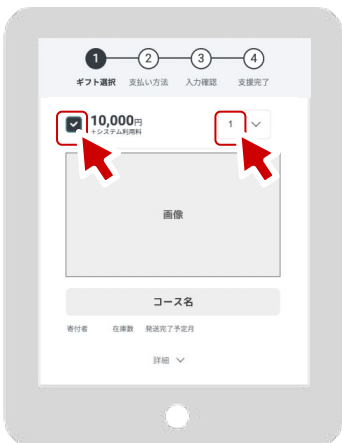 1 2 3 4
ギフト選択 支払い方法 入力確認 支援完了
10,000円
+システム利用料
1
画像
コース名
寄付者 在庫数 発送完了予定月
詳細